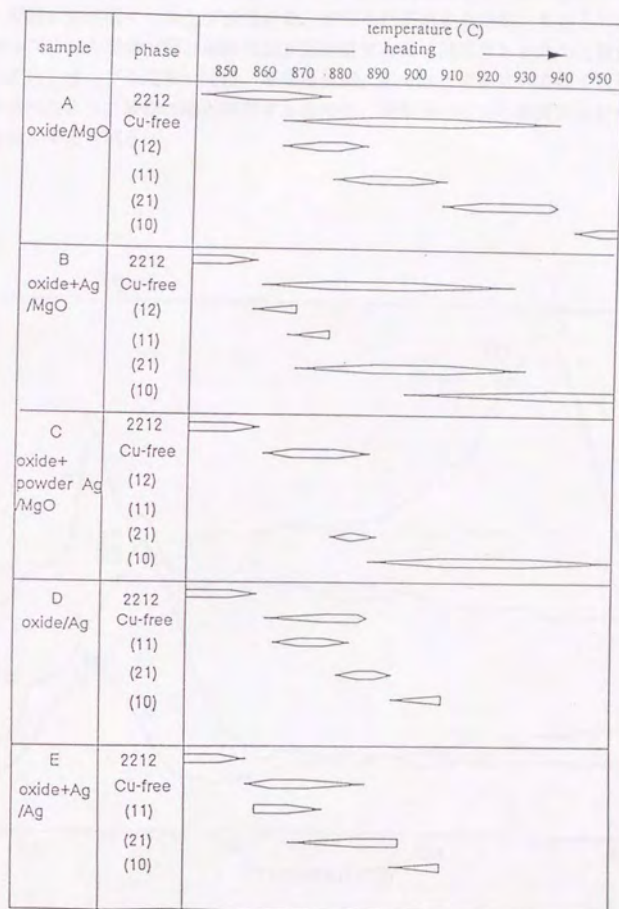 sample
phase
temperature ( C)
heating
850 860 870 880 890 900 910 920 930 940 950
A
oxide/MgO
2212
Cu-free
(12)
(11)
(21)
(10)
B
oxide+Ag
/MgO
2212
Cu-free
(12)
(11)
(21)
(10)
C
oxide+
powder Ag
/MgO
2212
Cu-free
(12)
(11)
(21)
(10)
D
oxide/Ag
2212
Cu-free
(11)
(21)
(10)
E
oxide+Ag
/Ag
2212
Cu-free
(11)
(21)
(10)